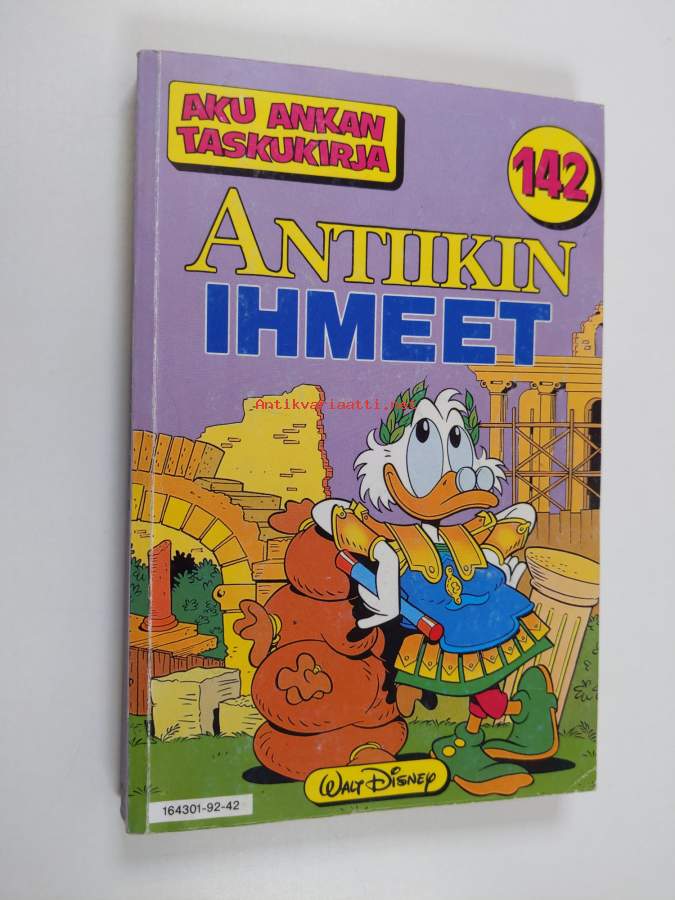 AKU ANKAN
TASKUKIRJA
142
ANTIIKIN
IHMEET
Antikvariaatti.net
WALT DISNEY
164301-92-42